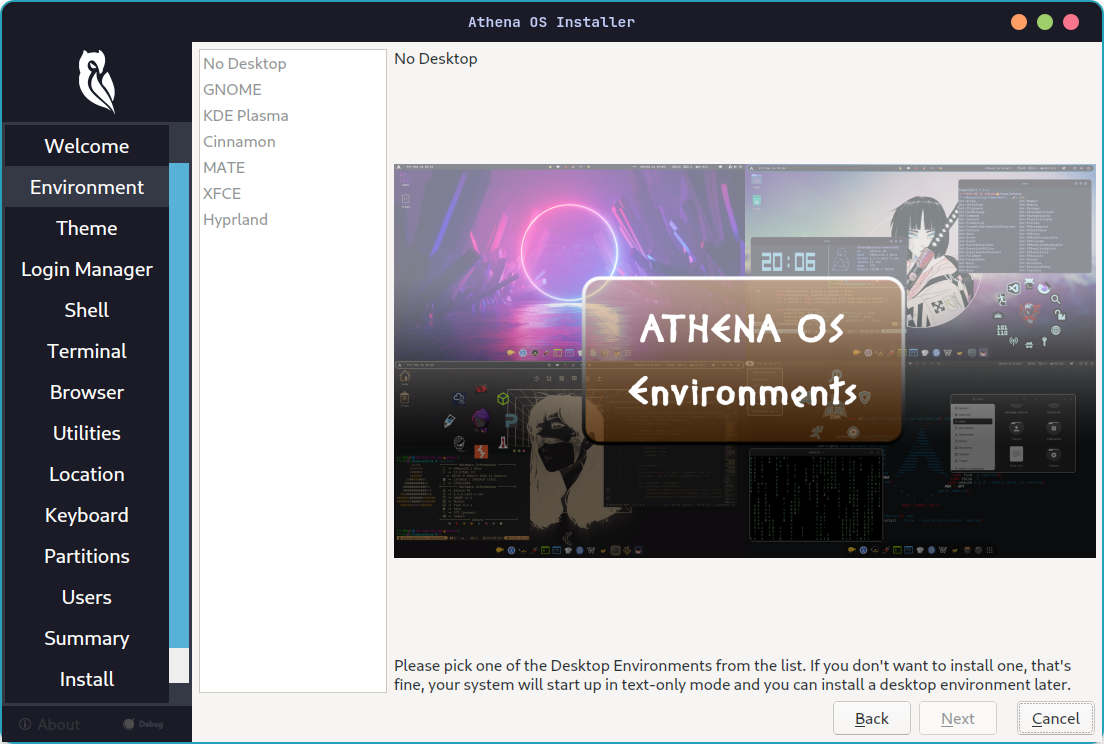 Athena OS Installer
Welcome
Environment
Theme
Login Manager
Shell
Terminal
Browser
Utilities
Location
Keyboard
Partitions
Users
Summary
Install
About
Debug
No Desktop
GNOME
KDE Plasma
Cinnamon
MATE
XFCE
Hyprland
No Desktop
20:06
ATHENA OS
Environments
Please pick one of the Desktop Environments from the list. If you don't want to install one, that's
fine, your system will start up in text-only mode and you can install a desktop environment later.
Back
Next
Cancel